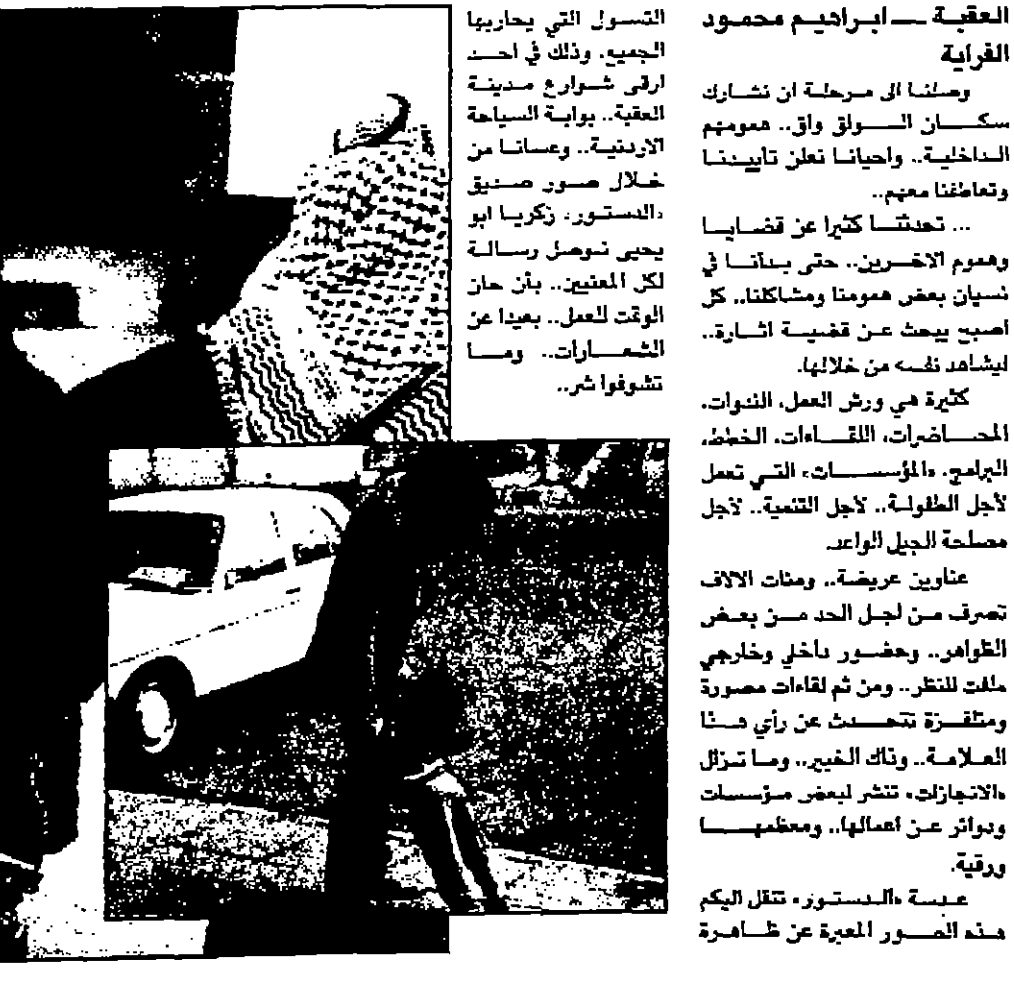 العقبة ـــ ابراهيم محمود
القراية
وصلنا الى مرحلة ان نشارك
سكان السولق واق.. همومهم
الداخلية.. واحيانا نعلن تأييدنا
وتعاطفنا معهم..
... تحدثنا كثيرا عن قضايا
وهموم الاخرين.. حتى بدأنا في
نسيان بعض همومنا ومشاكلنا.. كل
اصبح يبحث عن قضية اثارة..
ليشاهد نفسه من خلالها.
كثيرة هي ورش العمل، الندوات،
المحاضرات، اللقاءات، الخطط،
البرامج، «المؤسسات» التي تعمل
لأجل الطفولة.. لأجل التنمية.. لأجل
مصلحة الجيل الواعد.
عناوين عريضة.. ومئات الالاف
تصرف من اجل الحد من بعض
الظواهر.. وحضور داخلي وخارجي
ملفت للنظر.. ومن ثم لقاءات مصورة
ومتلفزة تتحدث عن رأي هذا
العلامة.. وذاك الخبير.. وما تزال
«الانجازات» تنشر لبعض مؤسسات
ودوائر عن اعمالها.. ومعظمها
ورقية.
عدسة «الدستور» تنقل اليكم
هذه الصور المعبرة عن ظاهرة
التسول التي يحاربها
الجميع، وذلك في احد
ارقى شوارع مدينة
العقبة.. بوابة السياحة
الاردنية.. وعسانا من
خلال صور صديق
«الدستور» زكريا ابو
يحيى نوصل رسالة
لكل المعنيين.. بأن حان
الوقت للعمل.. بعيدا عن
الشعارات.. وما
تشوفوا شر..